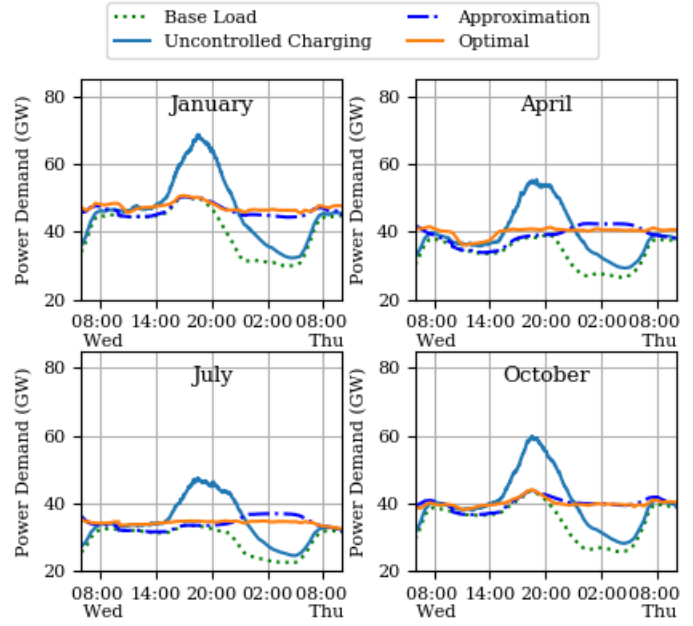 Base Load
Approximation
Uncontrolled Charging
Optimal
January
Power Demand (GW)
80
60
40
20
08:00 14:00 20:00 02:00 08:00
Wed Thu
April
Power Demand (GW)
80
60
40
20
08:00 14:00 20:00 02:00 08:00
Wed Thu
July
Power Demand (GW)
80
60
40
20
08:00 14:00 20:00 02:00 08:00
Wed Thu
October
Power Demand (GW)
80
60
40
20
08:00 14:00 20:00 02:00 08:00
Wed Thu